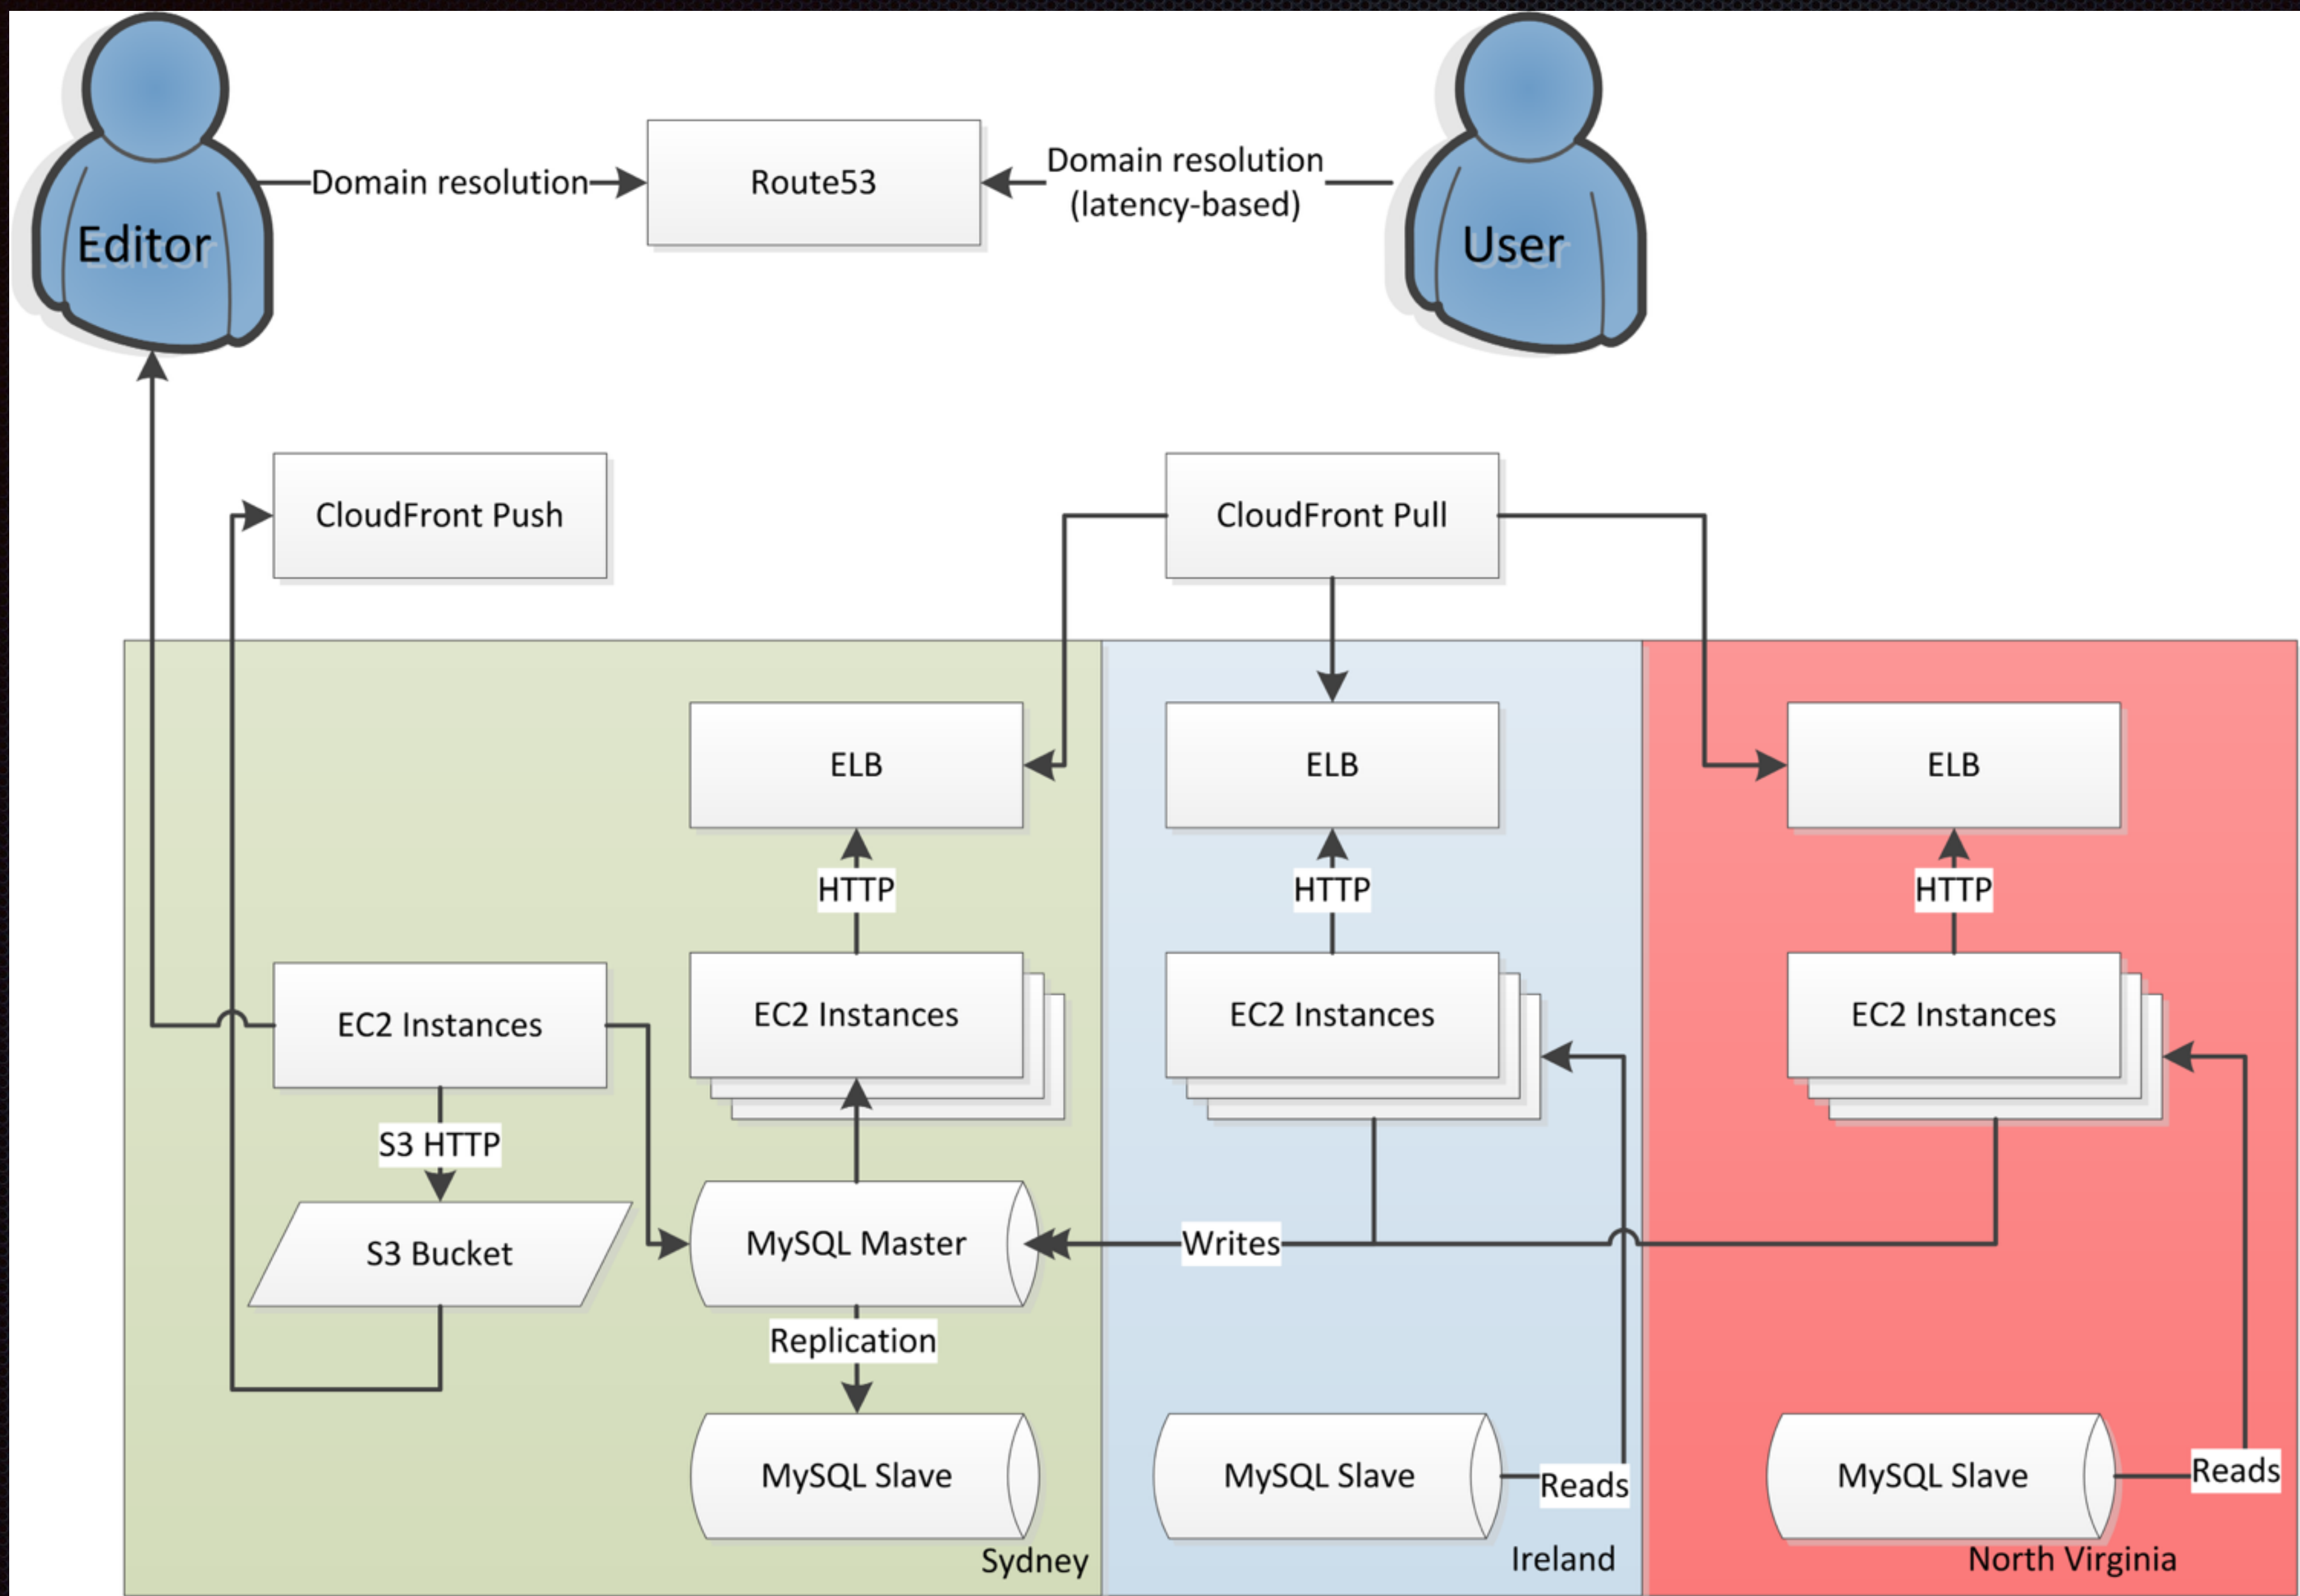 Editor
Domain resolution
Route53
Domain resolution
(latency-based)
User
CloudFront Push
CloudFront Pull
ELB
ELB
ELB
HTTP
HTTP
HTTP
EC2 Instances
EC2 Instances
EC2 Instances
EC2 Instances
S3 HTTP
S3 Bucket
MySQL Master
Writes
Replication
MySQL Slave
MySQL Slave
Reads
MySQL Slave
Reads
Sydney
Ireland
North Virginia